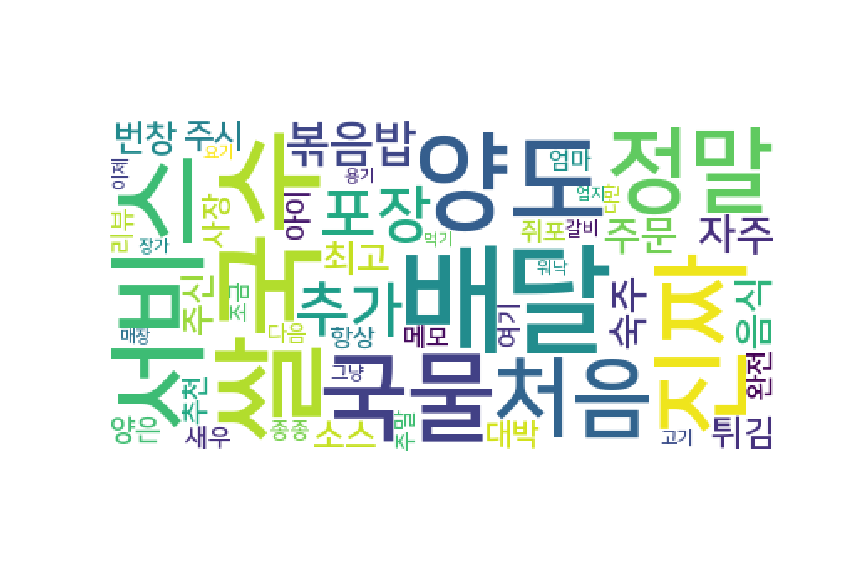 번창
주시
요기
볶음밥
양도
엄마
정말
이제
서비스
쌀국수
용기
업지
다만
리뷰
사장
아이
포장
먹기
쥐포
갈비
주문
자주
장가
최고
배달
워낙
진짜
주신
조금
추가
숙주
음식
매장
다음
항상
메모
여기
국물
처음
그냥
완전
추천
양은
새우
종종
소스
주말
대박
고기
튀김